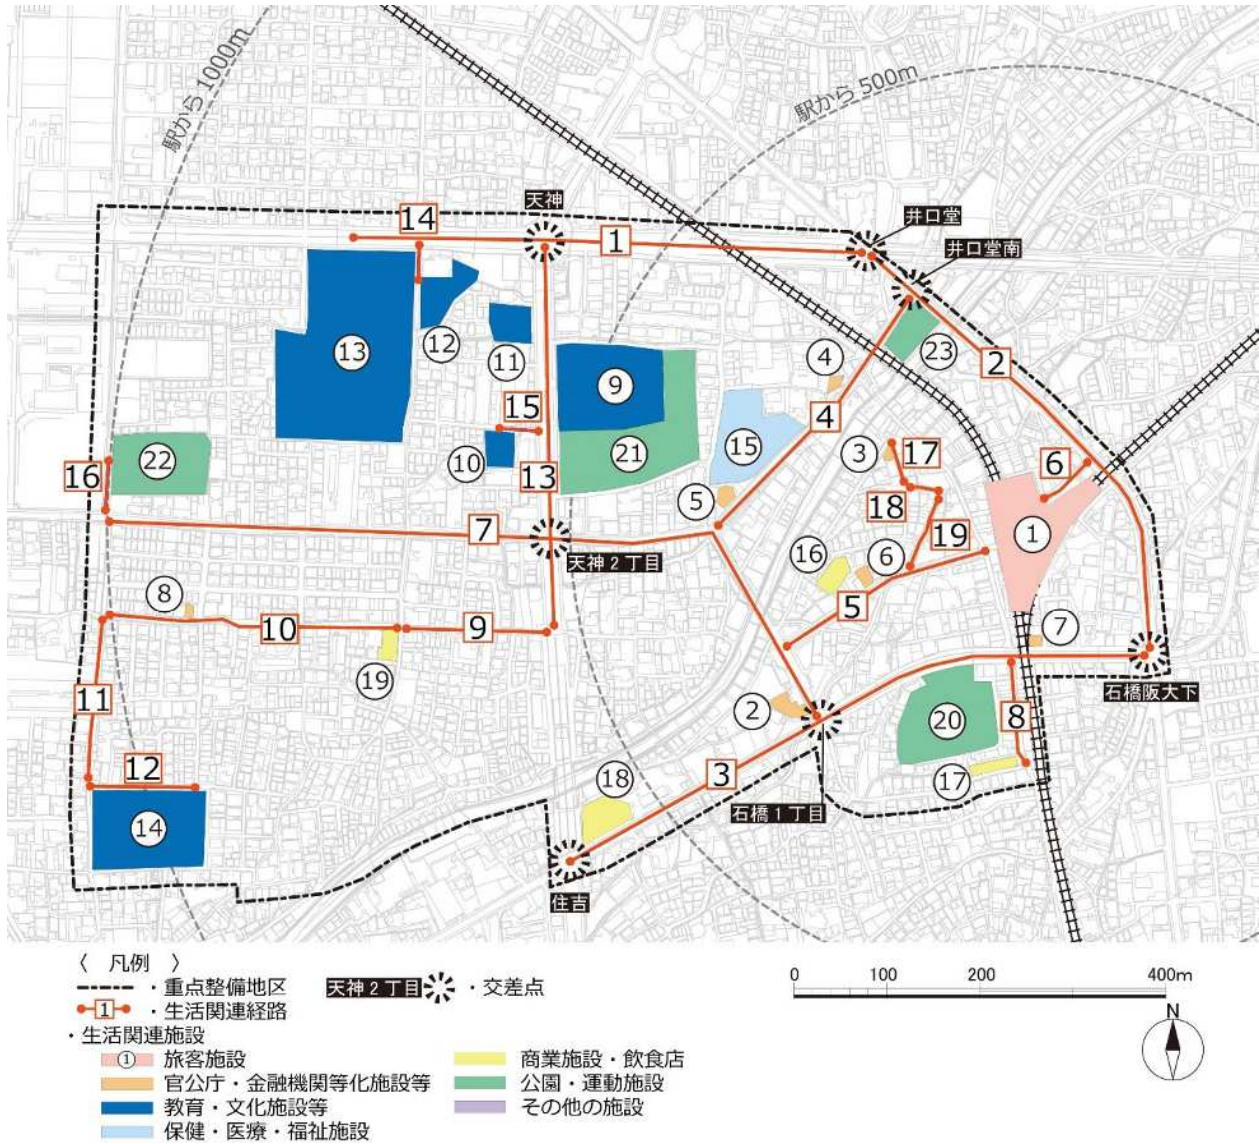 駅から 1000m
駅から 500m
天神
井口堂
井口堂南
14
1
13
12
11
9
4
23
2
15
10
13
21
15
4
3
17
6
22
16
5
18
19
1
7
天神2丁目
16
6
5
8
10
9
19
7
石橋阪大下
11
2
20
8
12
18
3
17
石橋1丁目
14
住吉
〈 凡例 〉
・重点整備地区
天神2丁目 ・交差点
1 ・生活関連経路
・生活関連施設
① 旅客施設
官公庁・金融機関等化施設等
教育・文化施設等
保健・医療・福祉施設
商業施設・飲食店
公園・運動施設
その他の施設
0 100 200 400m
N